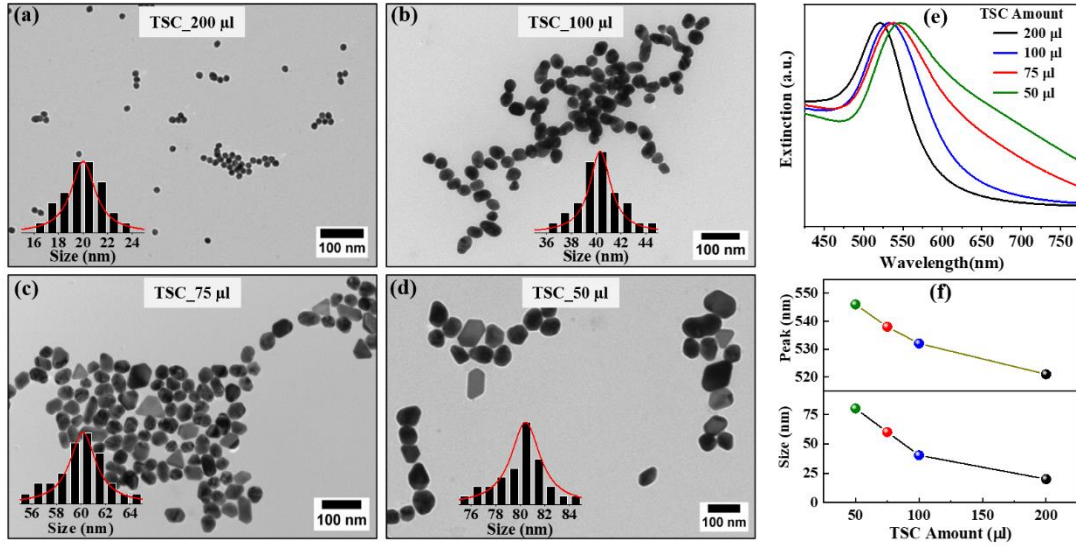 (a)
TSC_200 μl
16 18 20 22 24
Size (nm)
100 nm
(b)
TSC_100 μl
36 38 40 42 44
Size (nm)
100 nm
(c)
TSC_75 μl
56 58 60 62 64
Size (nm)
100 nm
(d)
TSC_50 μl
76 78 80 82 84
Size (nm)
100 nm
(e)
TSC Amount
200 μl
100 μl
75 μl
50 μl
Extinction (a.u.)
450 500 550 600 650 700 750
Wavelength(nm)
(f)
Peak (nm)
550
540
530
520
Size (nm)
75
50
25
0
50 75 100 125 150 175 200
TSC Amount (μl)